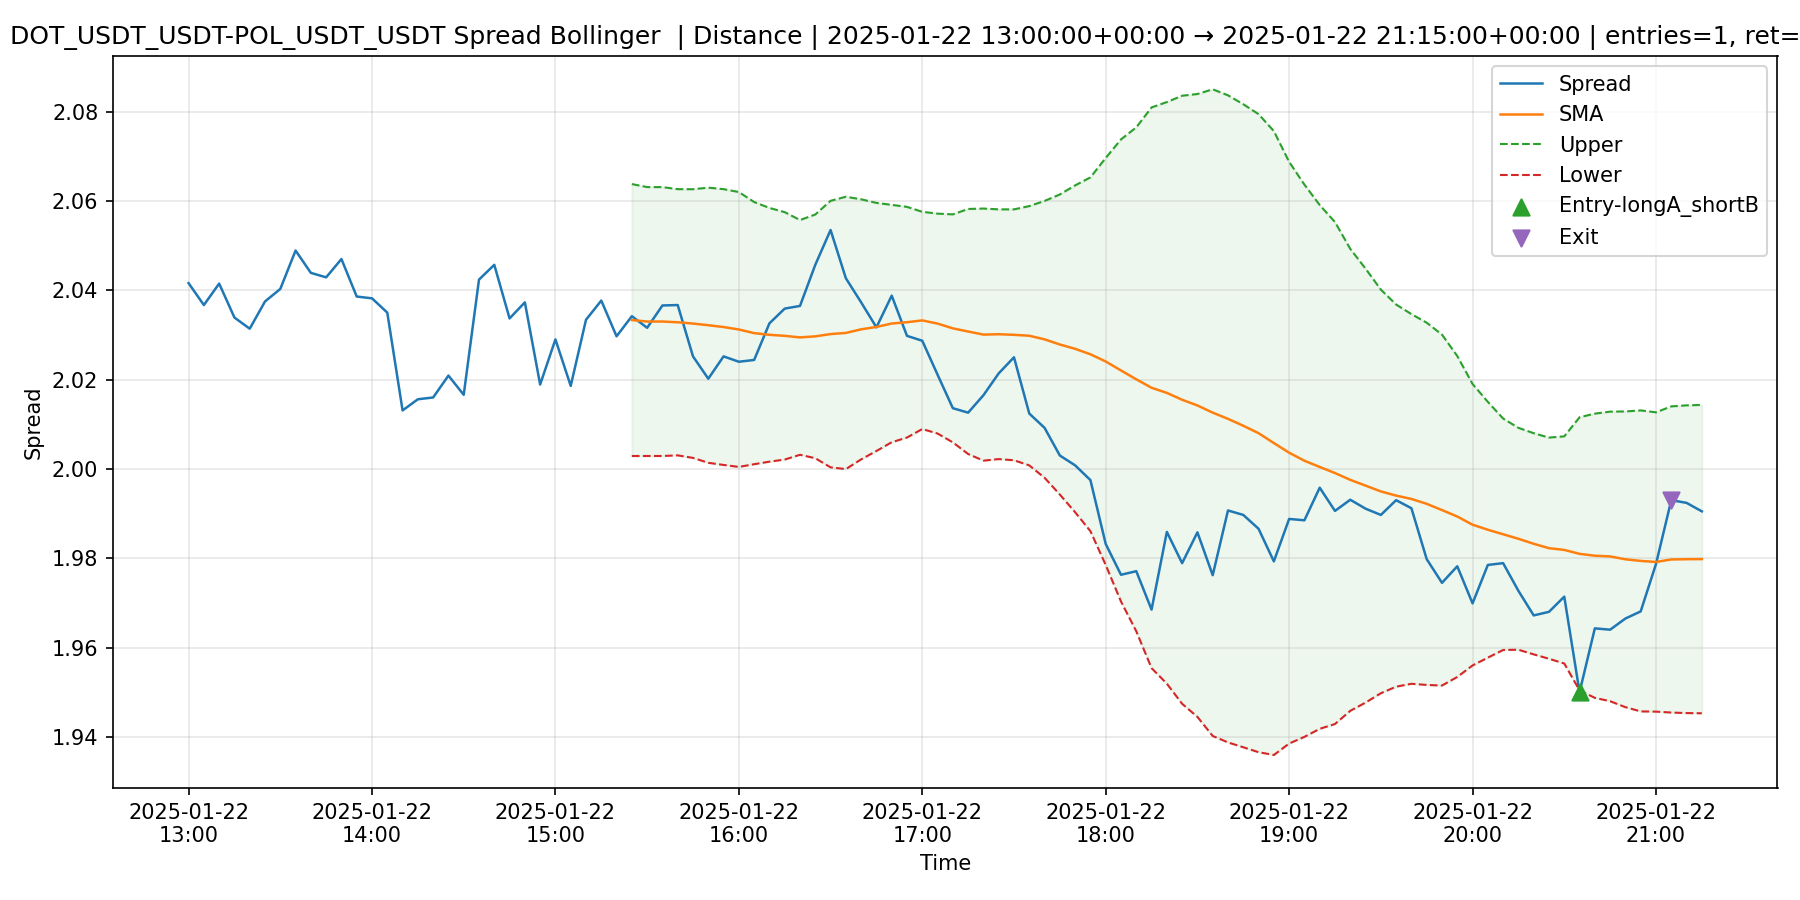 DOT_USDT_USDT-POL_USDT_USDT Spread Bollinger | Distance | 2025-01-22 13:00:00+00:00 → 2025-01-22 21:15:00+00:00 | entries=1, ret=
Spread
SMA
Upper
Lower
Entry-longA_shortB
Exit
2.08
2.06
2.04
2.02
2.00
1.98
1.96
1.94
Spread
2025-01-22
13:00
2025-01-22
14:00
2025-01-22
15:00
2025-01-22
16:00
2025-01-22
17:00
2025-01-22
18:00
2025-01-22
19:00
2025-01-22
20:00
2025-01-22
21:00
Time